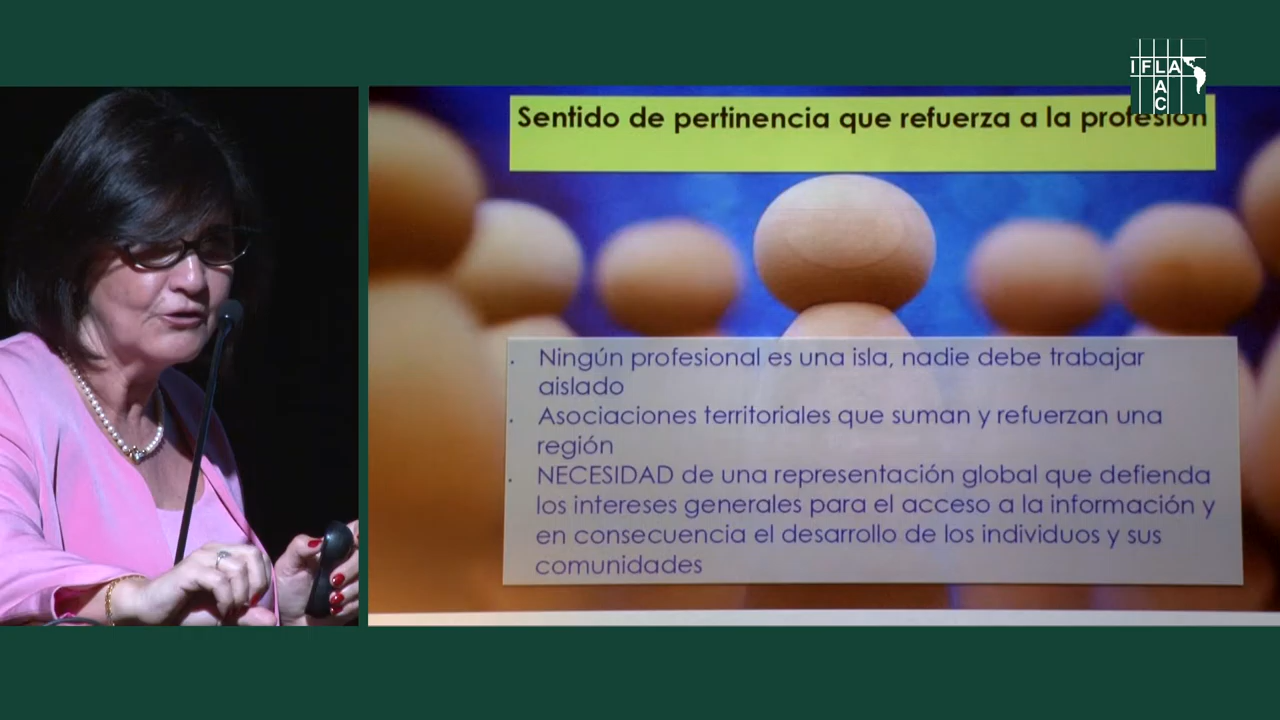 IFLA
LAC
Sentido de pertinencia que refuerza a la profesión
. Ningún profesional es una isla, nadie debe trabajar
aislado
. Asociaciones territoriales que suman y refuerzan una
región
. NECESIDAD de una representación global que defienda
los intereses generales para el acceso a la información y
en consecuencia el desarrollo de los individuos y sus
comunidades